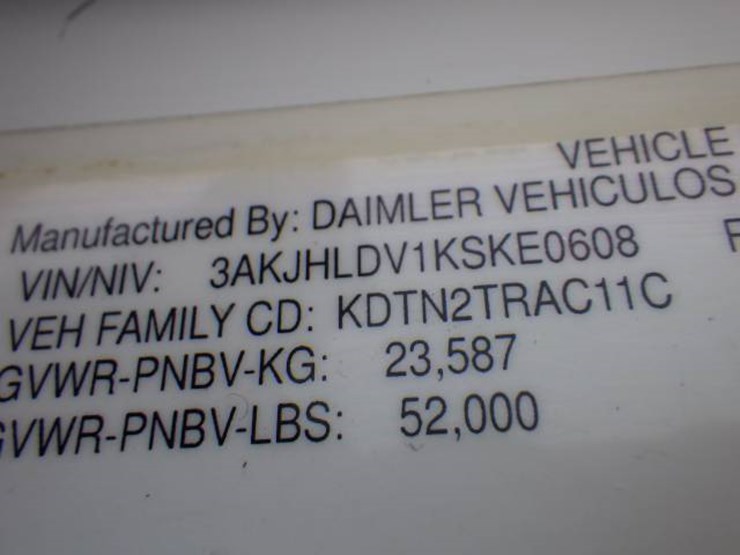 VEHICLE
Manufactured By: DAIMLER VEHICULOS
VIN/NIV: 3AKJHLDV1KSKE0608
VEH FAMILY CD: KDTN2TRAC11C
GVWR-PNBV-KG: 23,587
GVWR-PNBV-LBS: 52,000